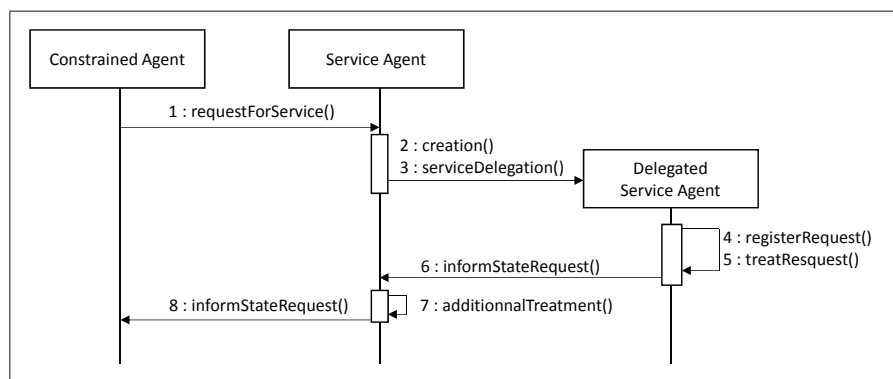 Constrained Agent
Service Agent
1 : requestForService()
2 : creation()
3 : serviceDelegation()
Delegated
Service Agent
4 : registerRequest()
5 : treatResquest()
6 : informStateRequest()
7 : additionnalTreatment()
8 : informStateRequest()